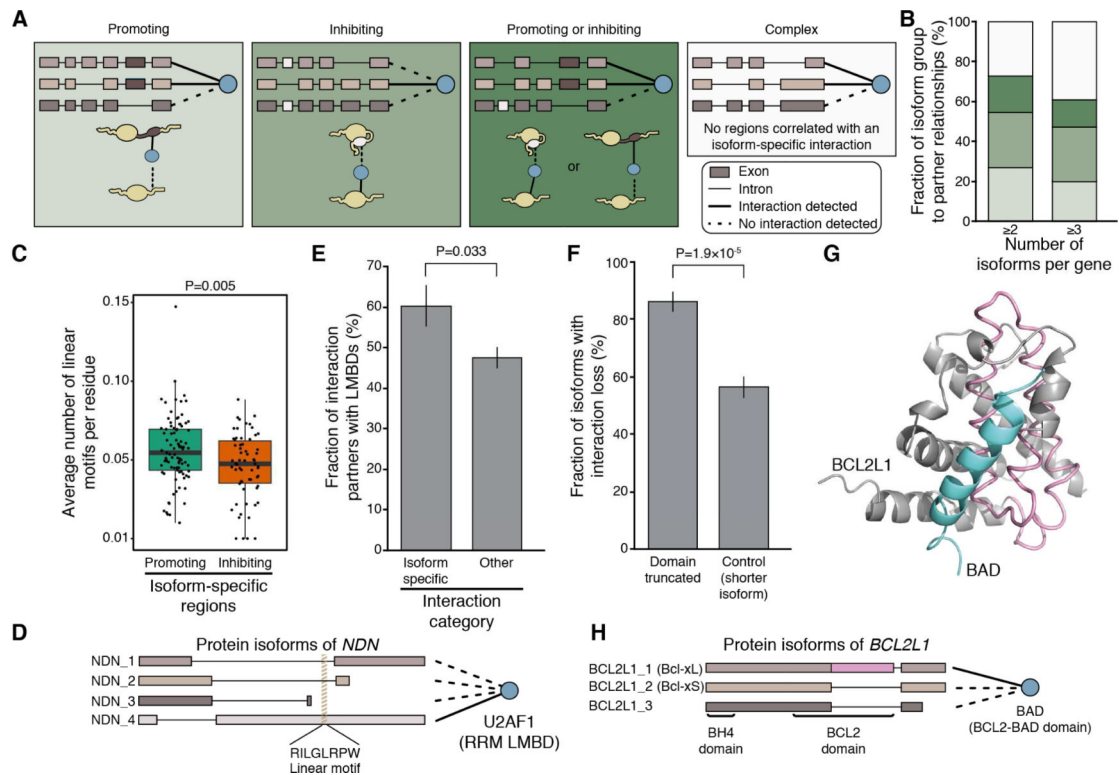 A
Promoting
Inhibiting
Promoting or inhibiting
Complex
or
No regions correlated with an
isoform-specific interaction
Exon
Intron
Interaction detected
No interaction detected
B
Fraction of isoform group
to partner relationships (%)
100
80
60
40
20
0
≥2
≥3
Number of
isoforms per gene
C
P=0.005
Average number of linear
motifs per residue
0.15
0.10
0.05
0.01
Promoting
Inhibiting
Isoform-specific
regions
E
P=0.033
Fraction of interaction
partners with LMBDs (%)
70
60
50
40
30
20
10
0
Isoform
specific
Other
Interaction
category
F
P=1.9×10-5
Fraction of isoforms with
interaction loss (%)
100
80
60
40
20
0
Domain
truncated
Control
(shorter
isoform)
G
BCL2L1
BAD
D
Protein isoforms of NDN
NDN_1
NDN_2
NDN_3
NDN_4
U2AF1
(RRM LMBD)
RILGLRPW
Linear motif
H
Protein isoforms of BCL2L1
BCL2L1_1 (Bcl-xL)
BCL2L1_2 (Bcl-xS)
BCL2L1_3
BH4
domain
BCL2
domain
BAD
(BCL2-BAD domain)